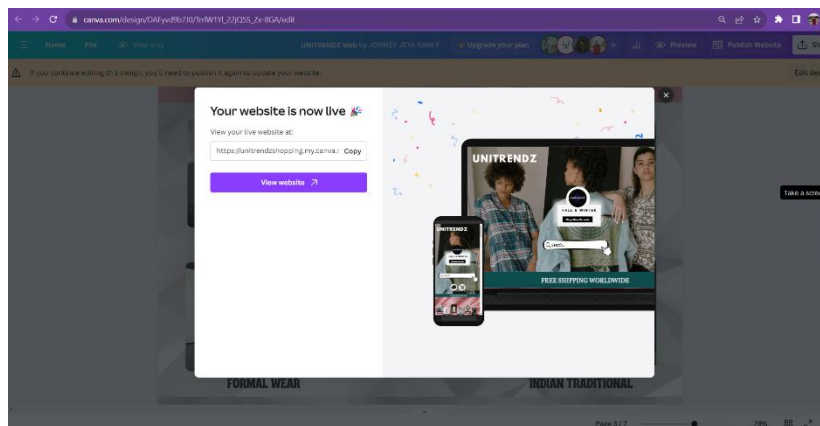 canva.com/design/DAFyvd9b7J0/TrrlW1Yl_22jQ5S_Zx-8GA/edit
Home File View only UNITRENDZ Web by JOHNSY JEYA RANI F Upgrade your plan + Preview Publish Website
If you continue editing this design, you'll need to publish it again to update your website.
Your website is now live
View your live website at:
https://unitrendzshopping.my.canva. Copy
View website
UNITRENDZ
FALL & WINTER
UNITRENDZ
FREE SHIPPING WORLDWIDE
Take a scre
FORMAL WEAR
INDIAN TRADITIONAL
Page 3 / 7 78%